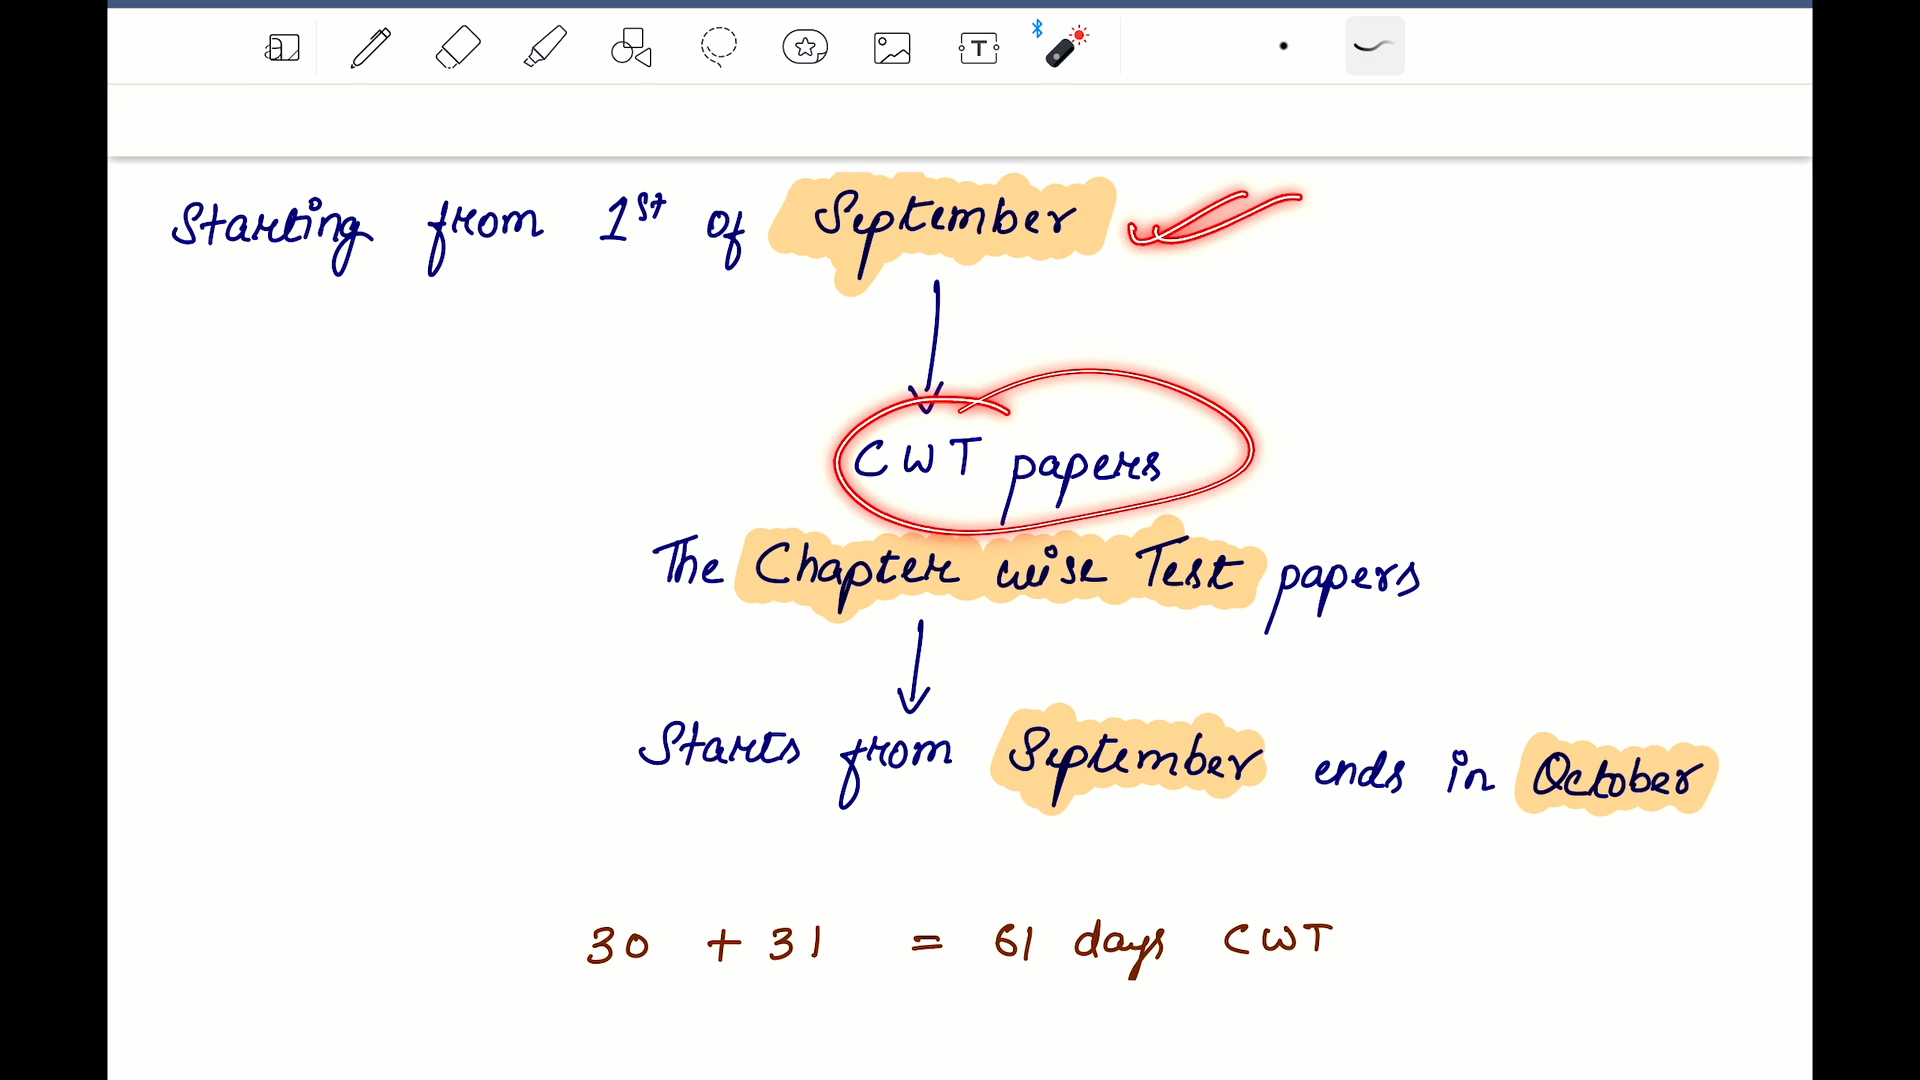 Starting from 1st of September
CWT papers
The Chapter wise Test papers
Starts from September ends in October
30 + 31 = 61 days CWT